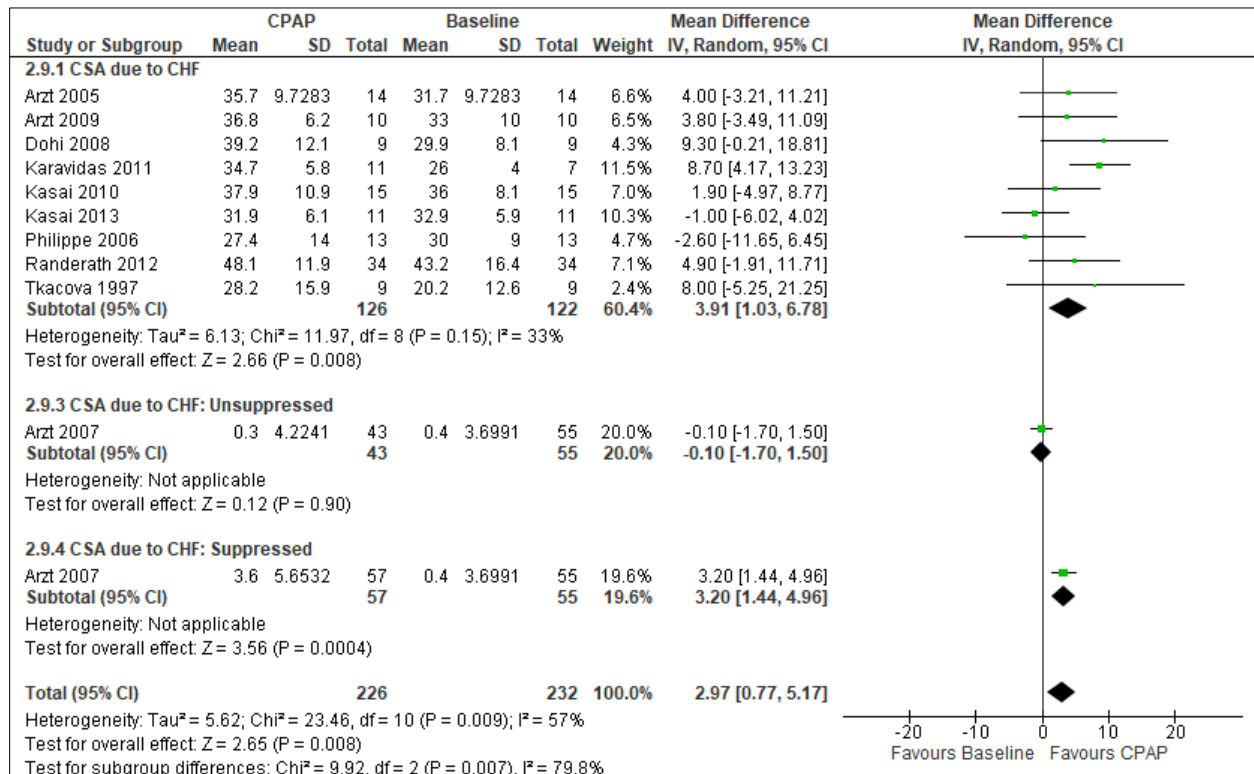 CPAP Baseline Mean Difference Mean Difference
Study or Subgroup Mean SD Total Mean SD Total Weight IV, Random, 95% CI IV, Random, 95% CI
2.9.1 CSA due to CHF
Arzt 2005 35.7 9.7283 14 31.7 9.7283 14 6.6% 4.00 [-3.21, 11.21]
Arzt 2009 36.8 6.2 10 33 10 10 6.5% 3.80 [-3.49, 11.09]
Dohi 2008 39.2 12.1 9 29.9 8.1 9 4.3% 9.30 [-0.21, 18.81]
Karavidas 2011 34.7 5.8 11 26 4 7 11.5% 8.70 [4.17, 13.23]
Kasai 2010 37.9 10.9 15 36 8.1 15 7.0% 1.90 [-4.97, 8.77]
Kasai 2013 31.9 6.1 11 32.9 5.9 11 10.3% -1.00 [-6.02, 4.02]
Philippe 2006 27.4 14 13 30 9 13 4.7% -2.60 [-11.65, 6.45]
Randerath 2012 48.1 11.9 34 43.2 16.4 34 7.1% 4.90 [-1.91, 11.71]
Tkacova 1997 28.2 15.9 9 20.2 12.6 9 2.4% 8.00 [-5.25, 21.25]
Subtotal (95% CI) 126 122 60.4% 3.91 [1.03, 6.78]
Heterogeneity: Tau² = 6.13; Chi² = 11.97, df = 8 (P = 0.15); I² = 33%
Test for overall effect: Z = 2.66 (P = 0.008)
2.9.3 CSA due to CHF: Unsuppressed
Arzt 2007 0.3 4.2241 43 0.4 3.6991 55 20.0% -0.10 [-1.70, 1.50]
Subtotal (95% CI) 43 55 20.0% -0.10 [-1.70, 1.50]
Heterogeneity: Not applicable
Test for overall effect: Z = 0.12 (P = 0.90)
2.9.4 CSA due to CHF: Suppressed
Arzt 2007 3.6 5.6532 57 0.4 3.6991 55 19.6% 3.20 [1.44, 4.96]
Subtotal (95% CI) 57 55 19.6% 3.20 [1.44, 4.96]
Heterogeneity: Not applicable
Test for overall effect: Z = 3.56 (P = 0.0004)
Total (95% CI) 226 232 100.0% 2.97 [0.77, 5.17]
Heterogeneity: Tau² = 5.62; Chi² = 23.46, df = 10 (P = 0.009); I² = 57%
Test for overall effect: Z = 2.65 (P = 0.008)
Test for subgroup differences: Chi² = 9.92, df = 2 (P = 0.007), I² = 79.8%
-20 -10 0 10 20
Favours Baseline Favours CPAP